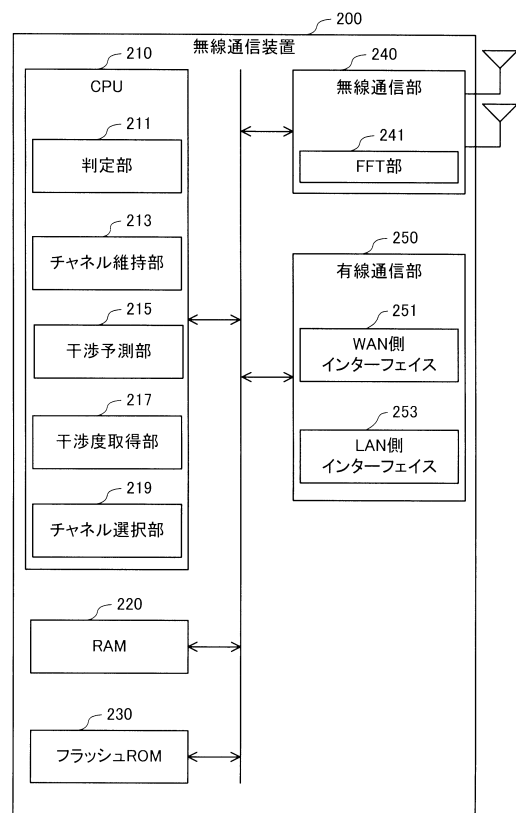 200
無線通信装置
210
CPU
211
判定部
213
チャネル維持部
215
干渉予測部
217
干渉度取得部
219
チャネル選択部
220
RAM
230
フラッシュROM
240
無線通信部
241
FFT部
250
有線通信部
251
WAN側
インターフェイス
253
LAN側
インターフェイス